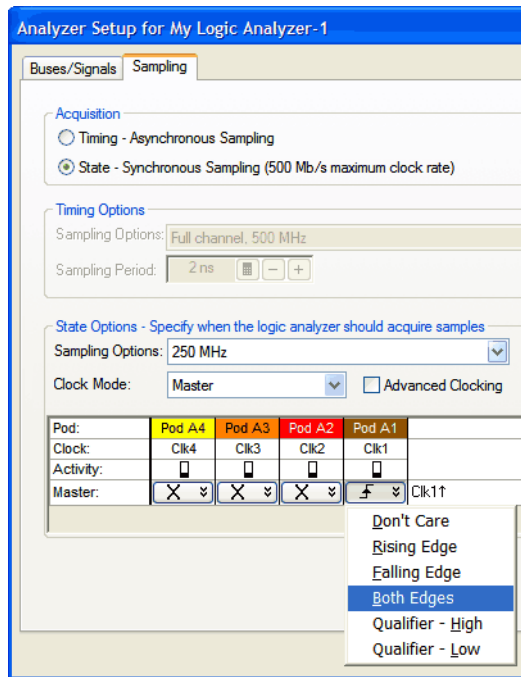 Analyzer Setup for My Logic Analyzer-1
Buses/Signals Sampling
Acquisition
Timing - Asynchronous Sampling
State - Synchronous Sampling (500 Mb/s maximum clock rate)
Timing Options
Sampling Options: Full channel, 500 MHz
Sampling Period: 2 ns − +
State Options - Specify when the logic analyzer should acquire samples
Sampling Options: 250 MHz
Clock Mode: Master Advanced Clocking
Pod: Pod A4 Pod A3 Pod A2 Pod A1
Clock: Clk4 Clk3 Clk2 Clk1
Activity:
Master: X X X Clk1↑
Don't Care
Rising Edge
Falling Edge
Both Edges
Qualifier - High
Qualifier - Low